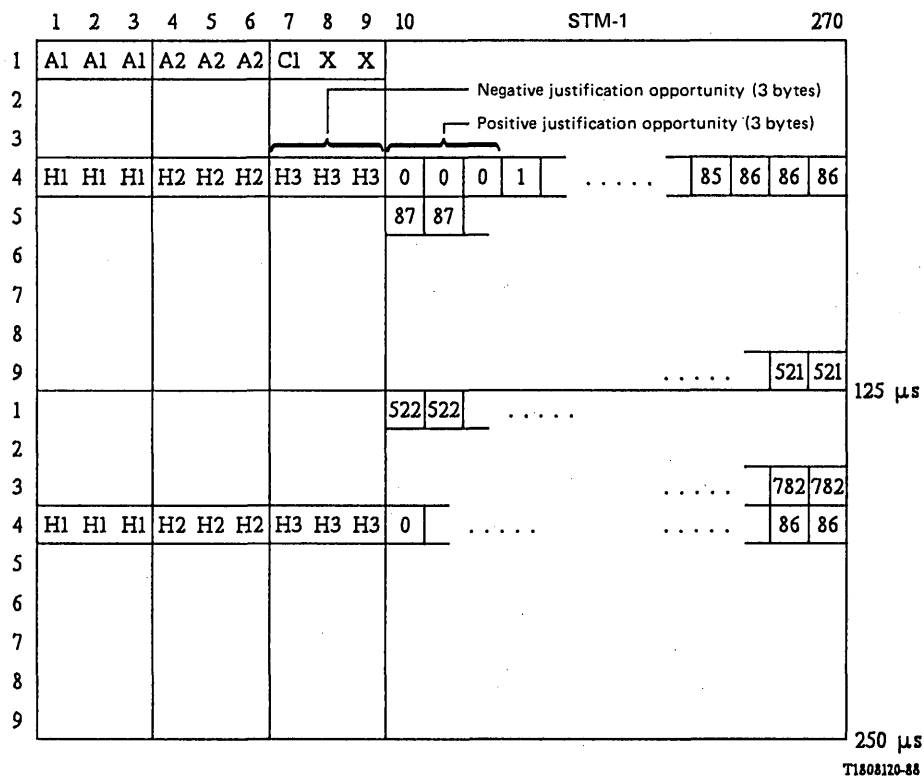 1 2 3 4 5 6 7 8 9 10 STM-1 270
1 A1 A1 A1 A2 A2 A2 C1 X X
2 Negative justification opportunity (3 bytes)
3 Positive justification opportunity (3 bytes)
4 H1 H1 H1 H2 H2 H2 H3 H3 H3 0 0 0 1 . . . . . 85 86 86 86
5 87 87
6
7
8
9 . . . . . 521 521
125 μs
1 522 522 . . . . .
2
3 . . . . . 782 782
4 H1 H1 H1 H2 H2 H2 H3 H3 H3 0 . . . . . . . . . . 86 86
5
6
7
8
9
250 μs
T1808120-88